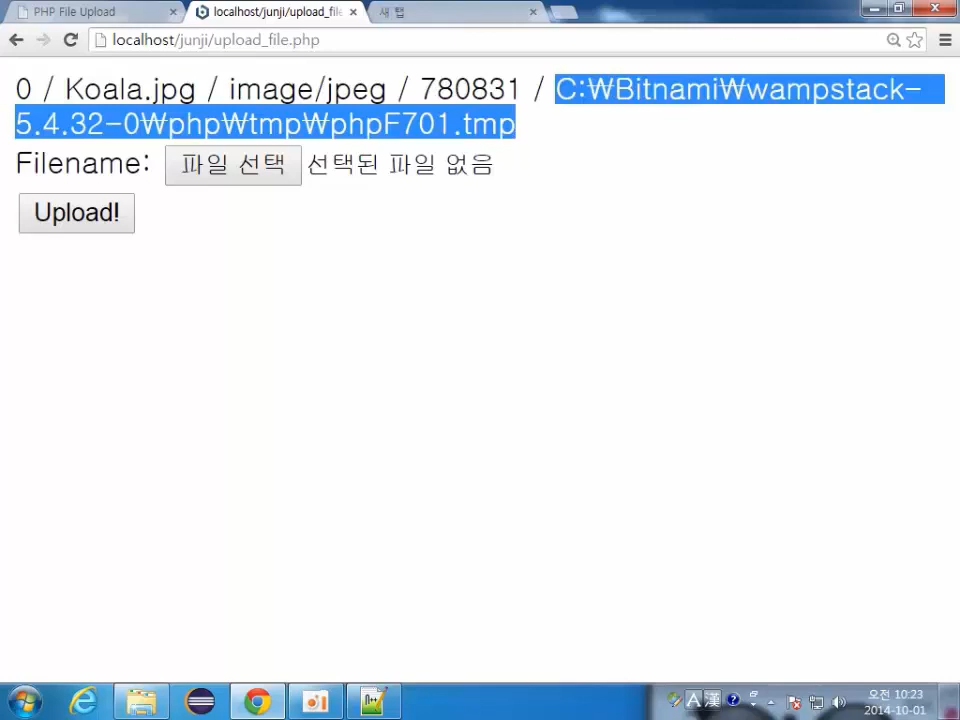 PHP File Upload
localhost/junji/upload_file
새 탭
localhost/junji/upload_file.php
0 / Koala.jpg / image/jpeg / 780831 / C:₩Bitnami₩wampstack-
5.4.32-0₩php₩tmp₩phpF701.tmp
Filename: 파일 선택 선택된 파일 없음
Upload!
A 漢
오전 10:23
2014-10-01